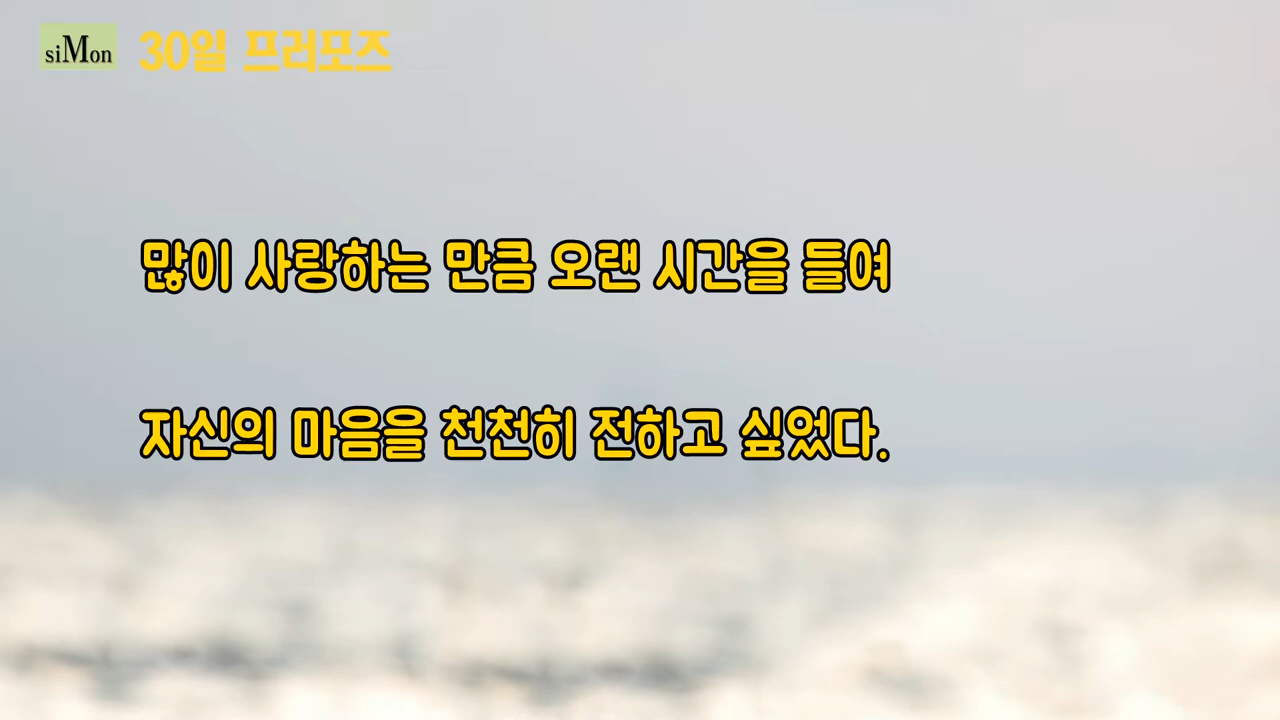 siMon
30일 프러포즈
많이 사랑하는 만큼 오랜 시간을 들여
자신의 마음을 천천히 전하고 싶었다.